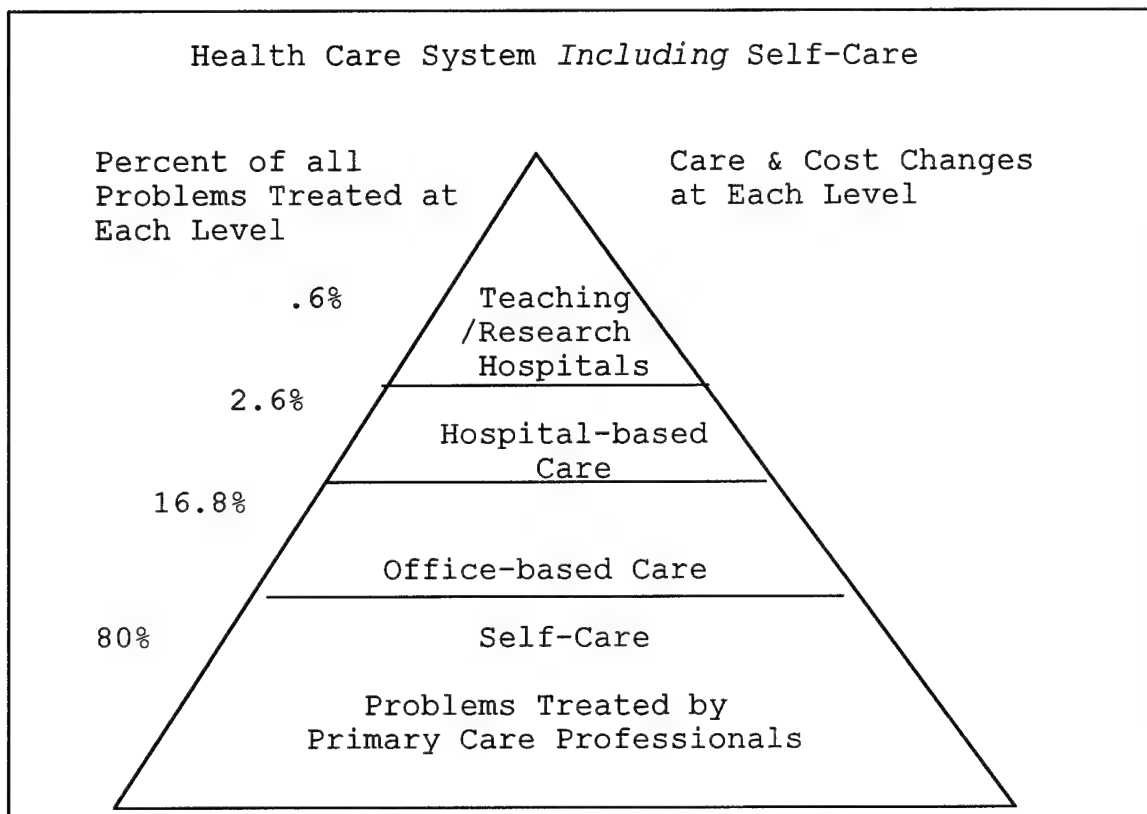 Health Care System Including Self-Care
Percent of all
Problems Treated at
Each Level
Care & Cost Changes
at Each Level
.6%
Teaching
/Research
Hospitals
2.6%
Hospital-based
Care
16.8%
Office-based Care
80%
Self-Care
Problems Treated by
Primary Care Professionals